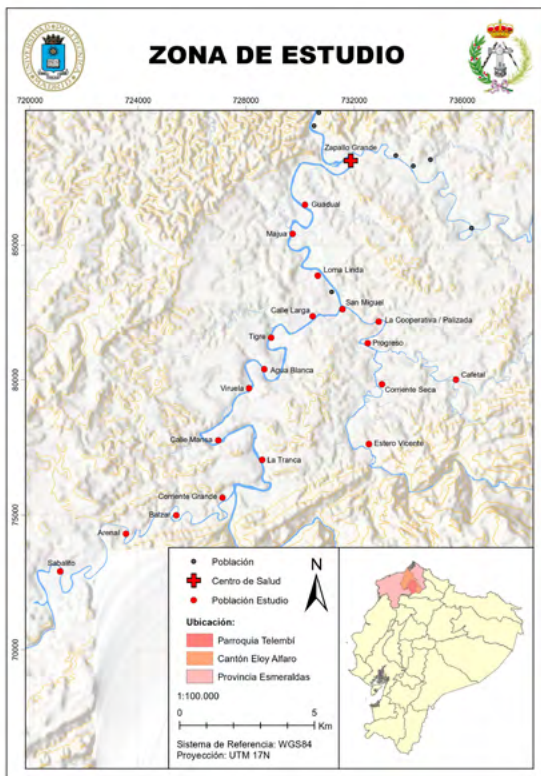 ZONA DE ESTUDIO
720000 724000 728000 732000 736000
Zapallo Grande
Guadual
Majua
85000
Loma Linda
San Miguel
Calle Larga
La Cooperativa / Palizada
Tigre
Progreso
Agua Blanca
Cafetal
80000
Viruela
Corriente Seca
Calle Mansa
Estero Vicente
La Tranca
Corriente Grande
75000
Balzar
Arenal
Sabalito
70000
Población
N
Centro de Salud
Población Estudio
Ubicación:
Parroquia Telembí
Cantón Eloy Alfaro
Provincia Esmeraldas
1:100.000
0 5
Km
Sistema de Referencia: WGS84
Proyección: UTM 17N